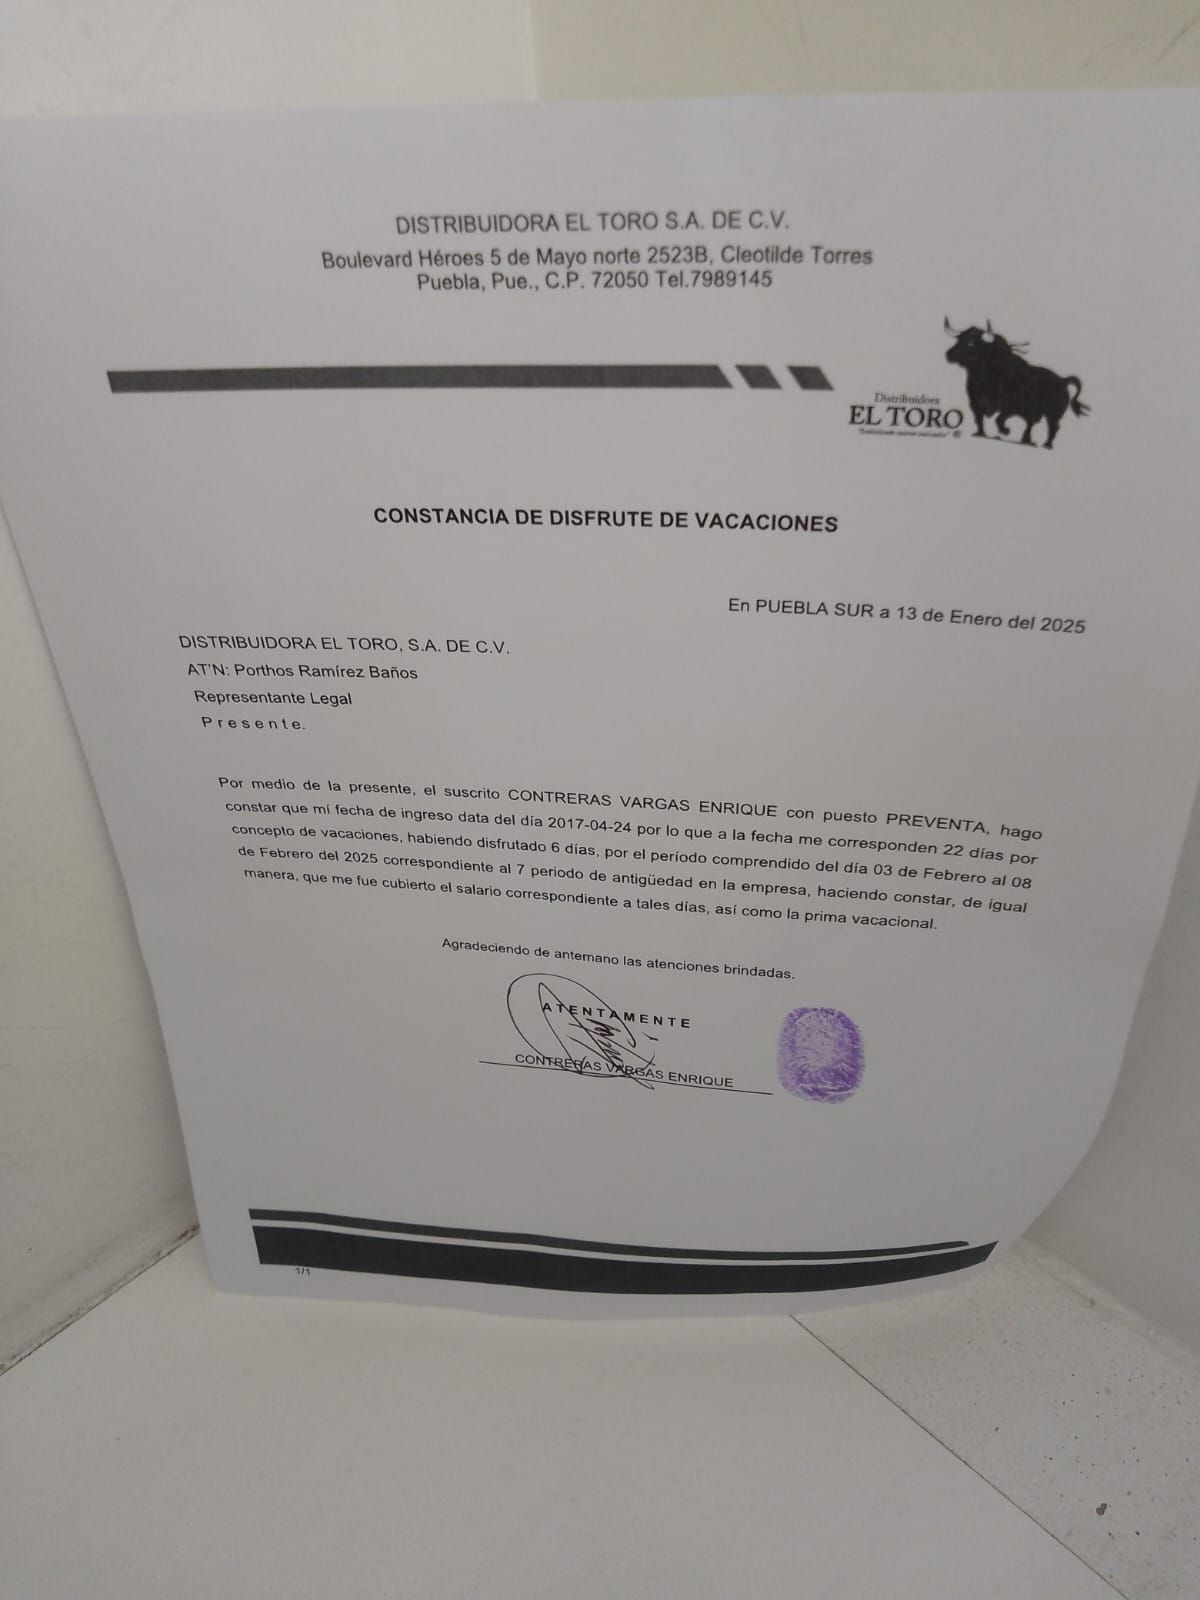 DISTRIBUIDORA EL TORO S.A. DE C.V.
Boulevard Héroes 5 de Mayo norte 2523B, Cleotilde Torres
Puebla, Pue., C.P. 72050 Tel.7989145
Distribuidora
EL TORO
®
CONSTANCIA DE DISFRUTE DE VACACIONES
En PUEBLA SUR a 13 de Enero del 2025
DISTRIBUIDORA EL TORO, S.A. DE C.V.
AT'N: Porthos Ramírez Baños
Representante Legal
P r e s e n t e.
Por medio de la presente, el suscrito CONTRERAS VARGAS ENRIQUE con puesto PREVENTA, hago
constar que mi fecha de ingreso data del día 2017-04-24 por lo que a la fecha me corresponden 22 días por
concepto de vacaciones, habiendo disfrutado 6 días, por el período comprendido del día 03 de Febrero al 08
de Febrero del 2025 correspondiente al 7 periodo de antigüedad en la empresa, haciendo constar, de igual
manera, que me fue cubierto el salario correspondiente a tales días, así como la prima vacacional.
Agradeciendo de antemano las atenciones brindadas.
A T E N T A M E N T E
CONTRERAS VARGAS ENRIQUE
1/1